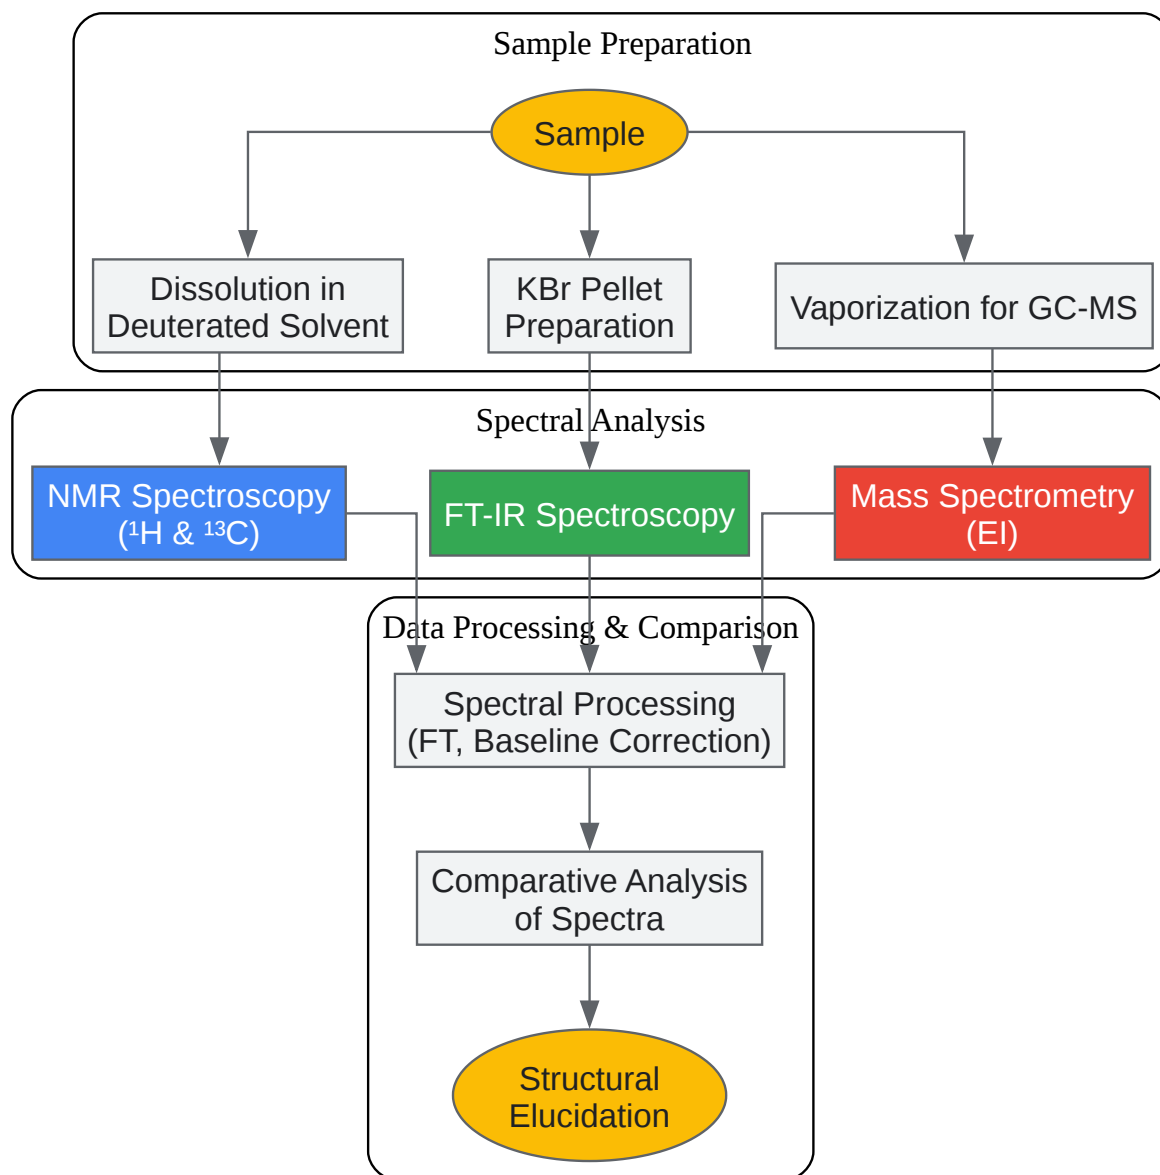 Sample Preparation
Sample
Dissolution in
Deuterated Solvent
KBr Pellet
Preparation
Vaporization for GC-MS
Spectral Analysis
NMR Spectroscopy
(¹H & ¹³C)
FT-IR Spectroscopy
Mass Spectrometry
(EI)
Data Processing & Comparison
Spectral Processing
(FT, Baseline Correction)
Comparative Analysis
of Spectra
Structural
Elucidation